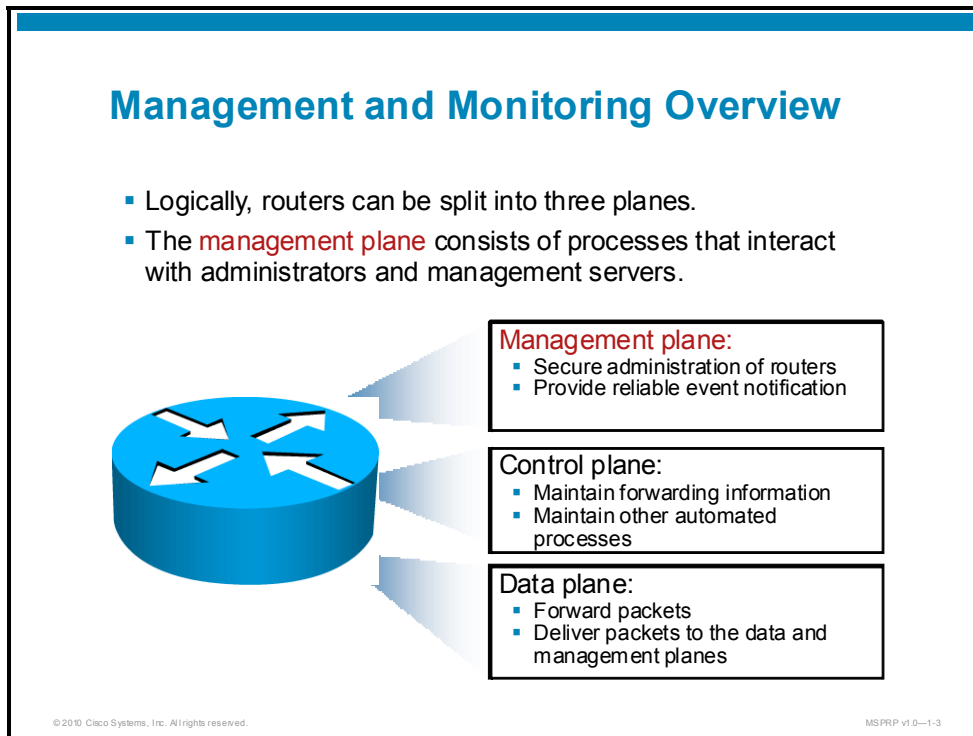 Management and Monitoring Overview
▪ Logically, routers can be split into three planes.
▪ The management plane consists of processes that interact
with administrators and management servers.
Management plane:
▪ Secure administration of routers
▪ Provide reliable event notification
Control plane:
▪ Maintain forwarding information
▪ Maintain other automated
processes
Data plane:
▪ Forward packets
▪ Deliver packets to the data and
management planes
© 2010 Cisco Systems, Inc. All rights reserved.
MSPRP v1.0—1-3